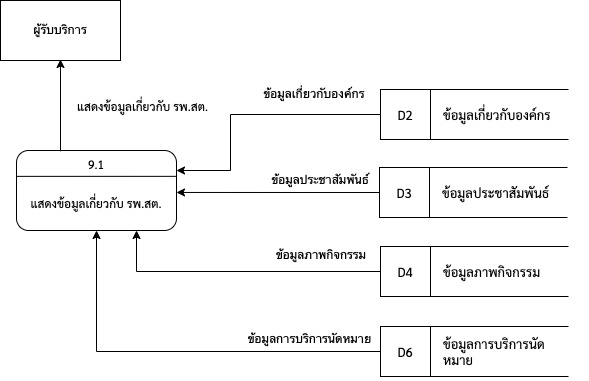 ผู้รับบริการ
แสดงข้อมูลเกี่ยวกับ รพ.สต.
ข้อมูลเกี่ยวกับองค์กร
D2
ข้อมูลเกี่ยวกับองค์กร
9.1
แสดงข้อมูลเกี่ยวกับ รพ.สต.
ข้อมูลประชาสัมพันธ์
D3
ข้อมูลประชาสัมพันธ์
ข้อมูลภาพกิจกรรม
D4
ข้อมูลภาพกิจกรรม
ข้อมูลการบริการนัดหมาย
D6
ข้อมูลการบริการนัด
หมาย